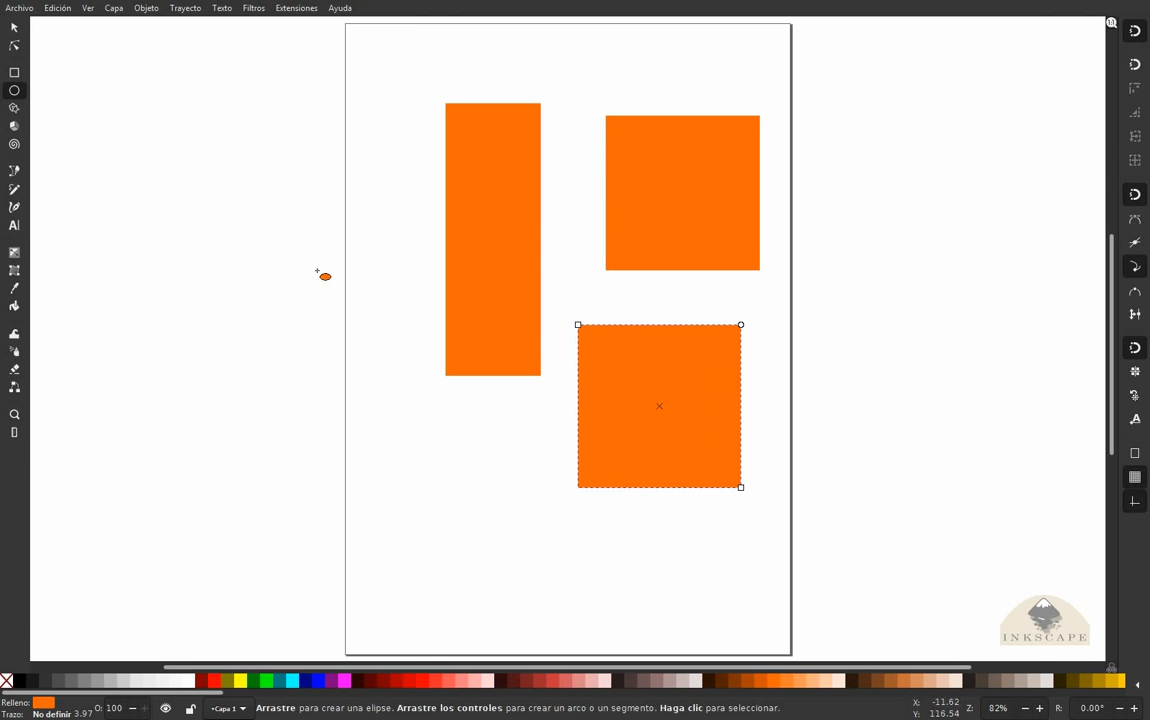 Archivo Edición Ver Capa Objeto Trayecto Texto Filtros Extensiones Ayuda
INKSCAPE
Relleno: O: 100 •Capa 1 Arrastre para crear una elipse. Arrastre los controles para crear un arco o un segmento. Haga clic para seleccionar. X: -11.62 Z: 82% R: 0.00°
Trazo: No definir 3.97 Y: 116.54